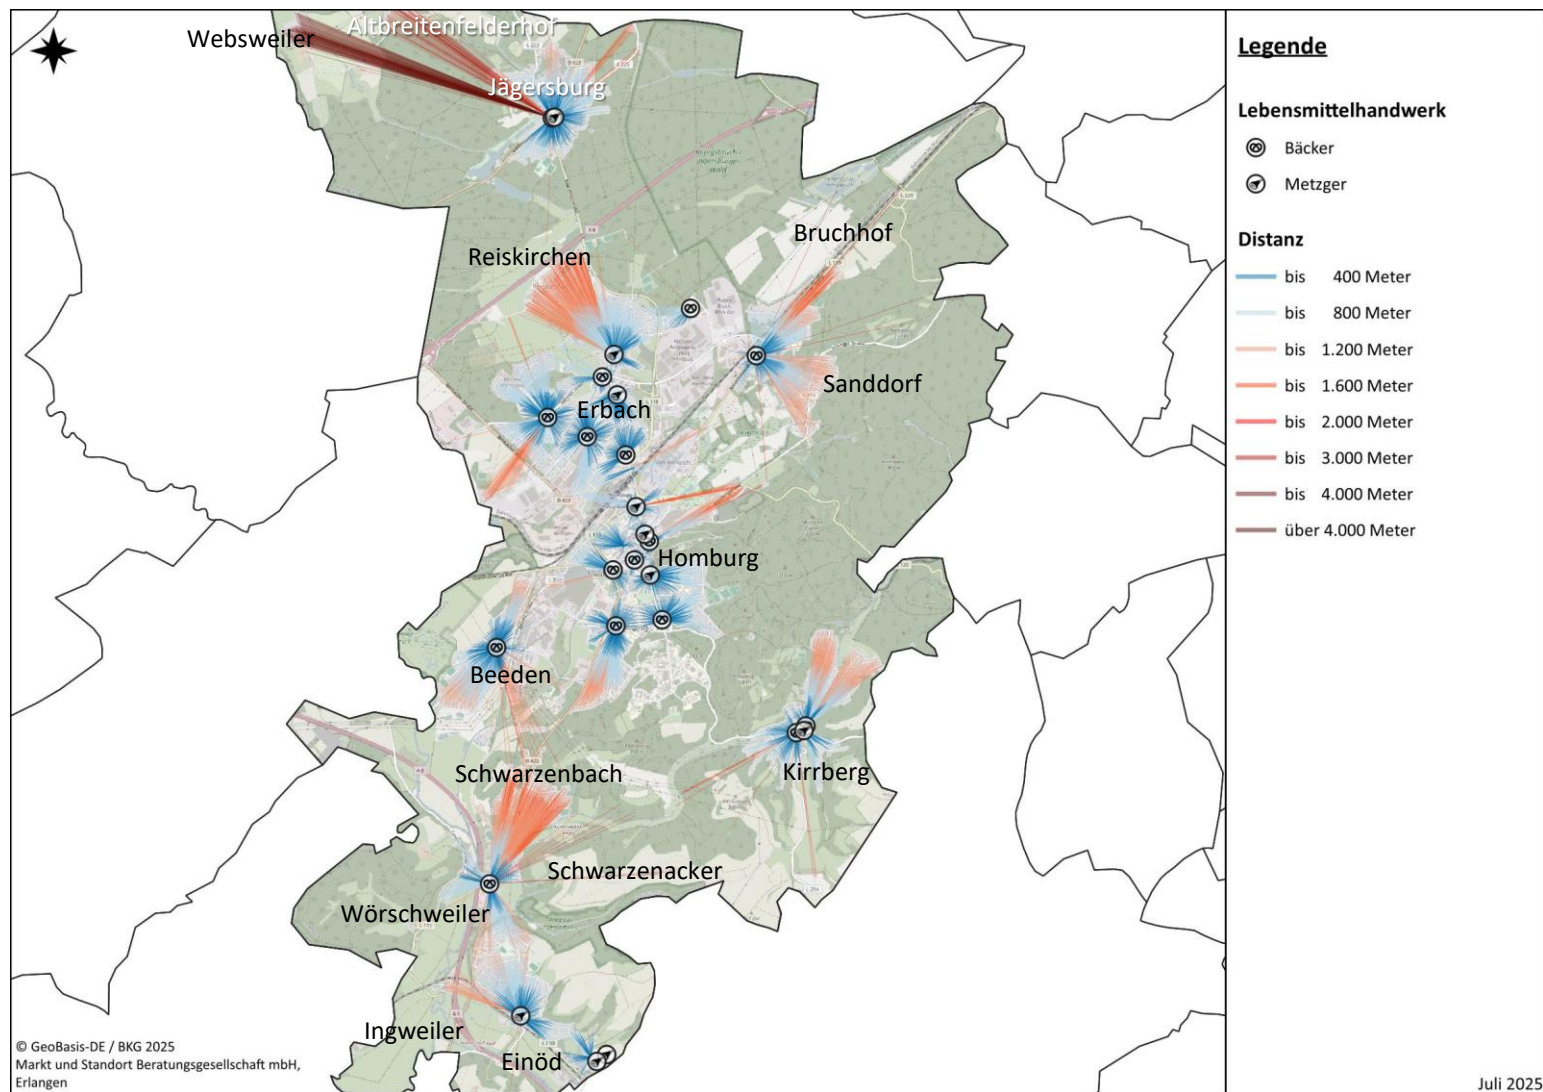 Altbreitenfelderhof
Websweiler
Jägersburg
Bruchhof
Reiskirchen
Sanddorf
Erbach
Homburg
Beeden
Kirrberg
Schwarzenbach
Schwarzenacker
Wörschweiler
Ingweiler
Einöd
© GeoBasis-DE / BKG 2025
Markt und Standort Beratungsgesellschaft mbH,
Erlangen
Legende
Lebensmittelhandwerk
Bäcker
Metzger
Distanz
bis 400 Meter
bis 800 Meter
bis 1.200 Meter
bis 1.600 Meter
bis 2.000 Meter
bis 3.000 Meter
bis 4.000 Meter
über 4.000 Meter
Juli 2025